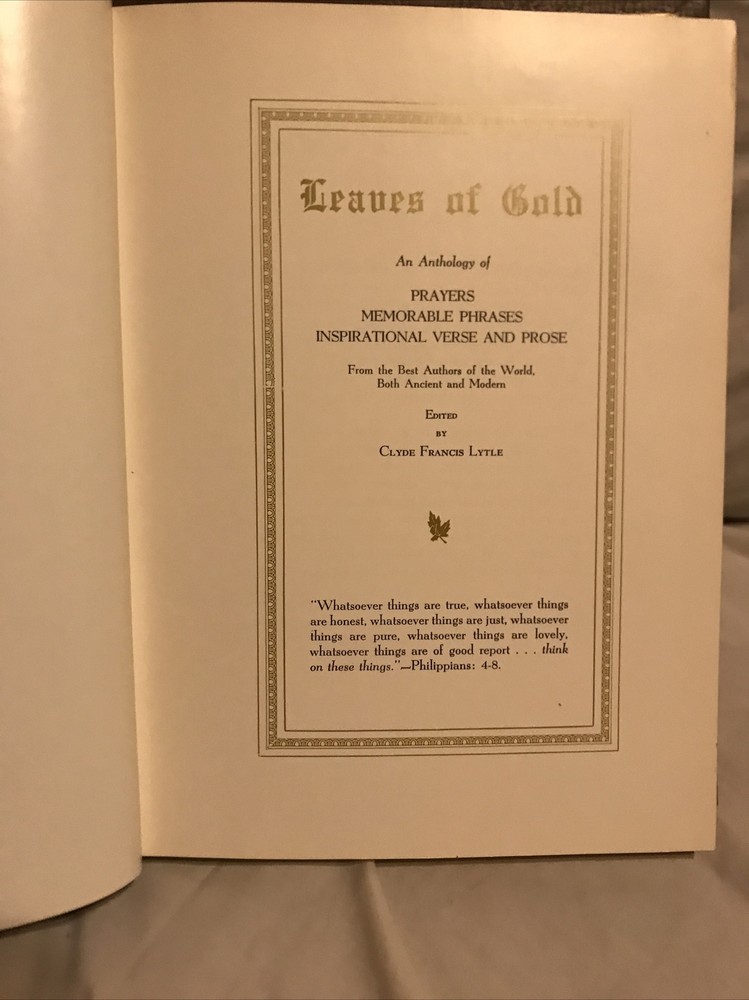 Leaves of Gold
An Anthology of
PRAYERS
MEMORABLE PHRASES
INSPIRATIONAL VERSE AND PROSE
From the Best Authors of the World,
Both Ancient and Modern
EDITED
BY
CLYDE FRANCIS LYTLE
"Whatsoever things are true, whatsoever things
are honest, whatsoever things are just, whatsoever
things are pure, whatsoever things are lovely,
whatsoever things are of good report . . . think
on these things."—Philippians: 4-8.